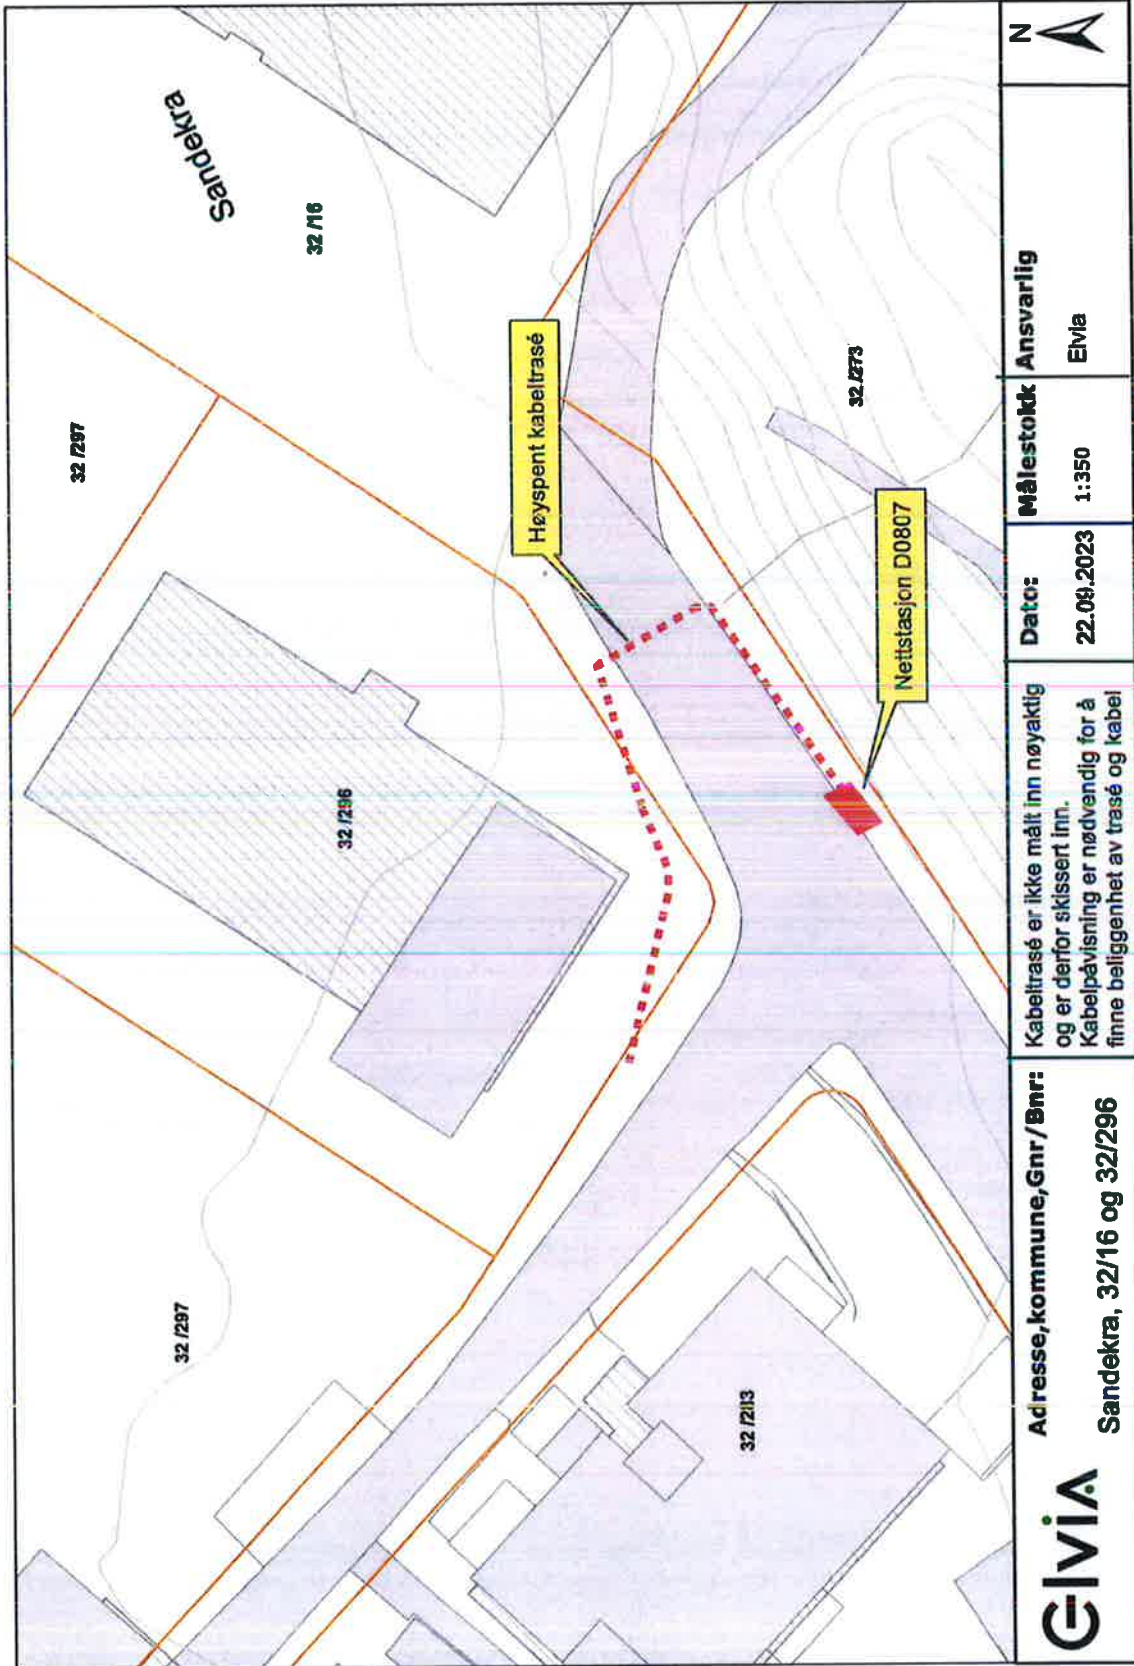 Sandekra
32 /16
32 /297
Høyspent kabeltrasé
32 /273
32 /296
Nettstasjon D0807
32 /297
32 /283
Elvia
Adresse,kommune,Gnr/Bnr:
Sandekra, 32/16 og 32/296
Kabeltrasé er ikke målt inn nøyaktig
og er derfor skissert inn.
Kabelpåvisning er nødvendig for å
finne beliggenhet av trasé og kabel
Dato:
22.09.2023
Målestokk
1:350
Ansvarlig
Elvia
N